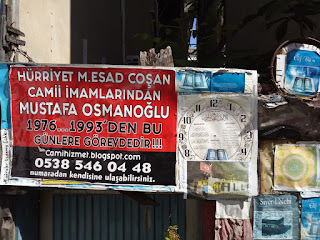 HÜRRİYET M.ESAD COŞAN
CAMİİ İMAMLARINDAN
MUSTAFA OSMANOĞLU
1976....1993'DEN BU
GÜNLERE GÖREVDEDİR!!!
camihizmet.blogspot.com
0538 546 04 48
numaradan kendisine ulaşabilirsiniz.